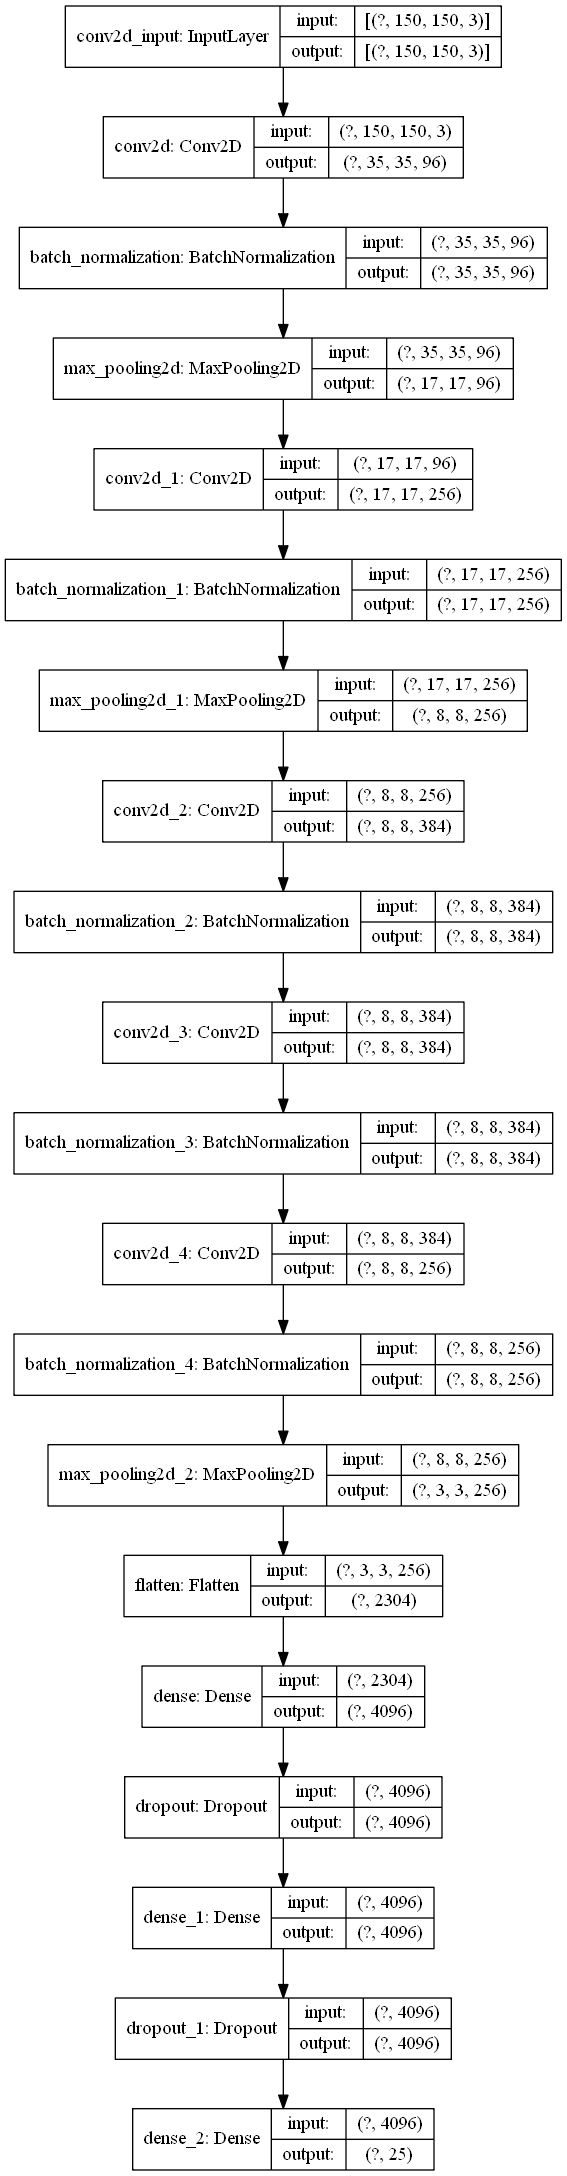 conv2d_input: InputLayer
input: [(?, 150, 150, 3)]
output: [(?, 150, 150, 3)]
conv2d: Conv2D
input: (?, 150, 150, 3)
output: (?, 35, 35, 96)
batch_normalization: BatchNormalization
input: (?, 35, 35, 96)
output: (?, 35, 35, 96)
max_pooling2d: MaxPooling2D
input: (?, 35, 35, 96)
output: (?, 17, 17, 96)
conv2d_1: Conv2D
input: (?, 17, 17, 96)
output: (?, 17, 17, 256)
batch_normalization_1: BatchNormalization
input: (?, 17, 17, 256)
output: (?, 17, 17, 256)
max_pooling2d_1: MaxPooling2D
input: (?, 17, 17, 256)
output: (?, 8, 8, 256)
conv2d_2: Conv2D
input: (?, 8, 8, 256)
output: (?, 8, 8, 384)
batch_normalization_2: BatchNormalization
input: (?, 8, 8, 384)
output: (?, 8, 8, 384)
conv2d_3: Conv2D
input: (?, 8, 8, 384)
output: (?, 8, 8, 384)
batch_normalization_3: BatchNormalization
input: (?, 8, 8, 384)
output: (?, 8, 8, 384)
conv2d_4: Conv2D
input: (?, 8, 8, 384)
output: (?, 8, 8, 256)
batch_normalization_4: BatchNormalization
input: (?, 8, 8, 256)
output: (?, 8, 8, 256)
max_pooling2d_2: MaxPooling2D
input: (?, 8, 8, 256)
output: (?, 3, 3, 256)
flatten: Flatten
input: (?, 3, 3, 256)
output: (?, 2304)
dense: Dense
input: (?, 2304)
output: (?, 4096)
dropout: Dropout
input: (?, 4096)
output: (?, 4096)
dense_1: Dense
input: (?, 4096)
output: (?, 4096)
dropout_1: Dropout
input: (?, 4096)
output: (?, 4096)
dense_2: Dense
input: (?, 4096)
output: (?, 25)